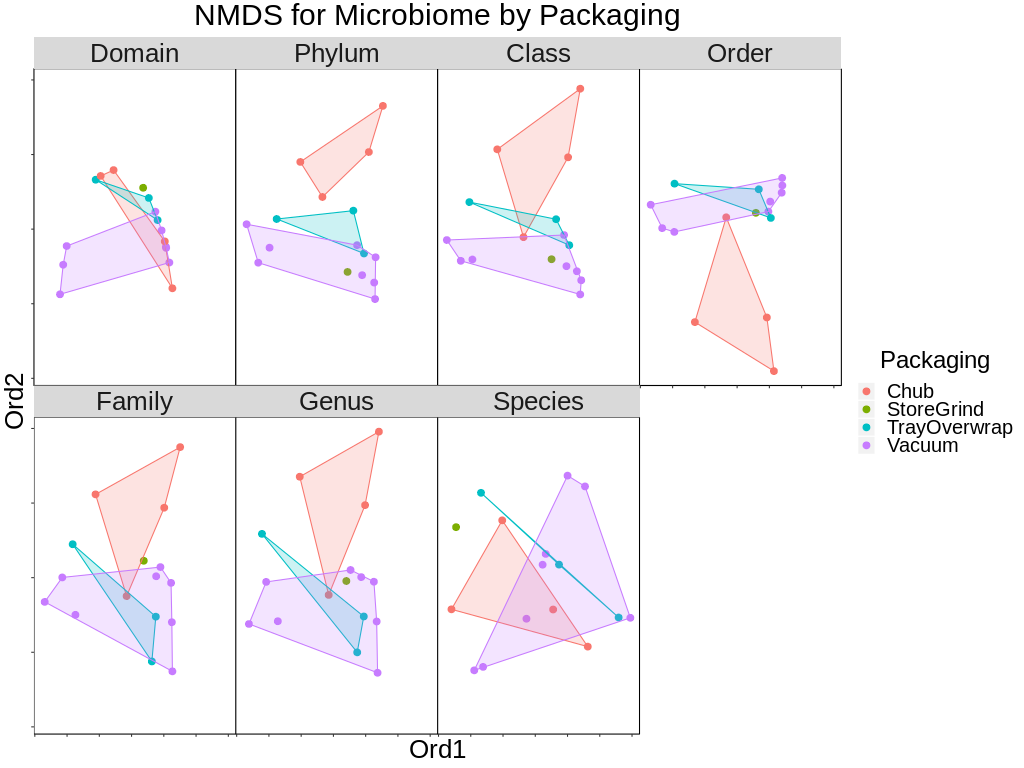 NMDS for Microbiome by Packaging
Domain
Phylum
Class
Order
Family
Genus
Species
Ord2
Ord1
Packaging
Chub
StoreGrind
TrayOverwrap
Vacuum